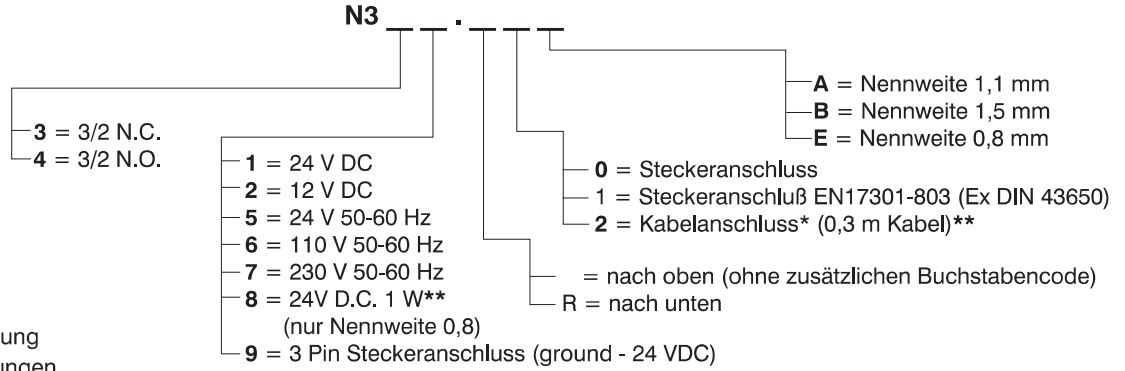 N3 _ _ . _ _ _
A = Nennweite 1,1 mm
B = Nennweite 1,5 mm
E = Nennweite 0,8 mm
3 = 3/2 N.C.
4 = 3/2 N.O.
1 = 24 V DC
2 = 12 V DC
5 = 24 V 50-60 Hz
6 = 110 V 50-60 Hz
7 = 230 V 50-60 Hz
8 = 24V D.C. 1 W**
(nur Nennweite 0,8)
9 = 3 Pin Steckeranschluss (ground - 24 VDC)
0 = Steckeranschluss
1 = Steckeranschluß EN17301-803 (Ex DIN 43650)
2 = Kabelanschluss* (0,3 m Kabel)**
= nach oben (ohne zusätzlichen Buchstabencode)
R = nach unten
ung